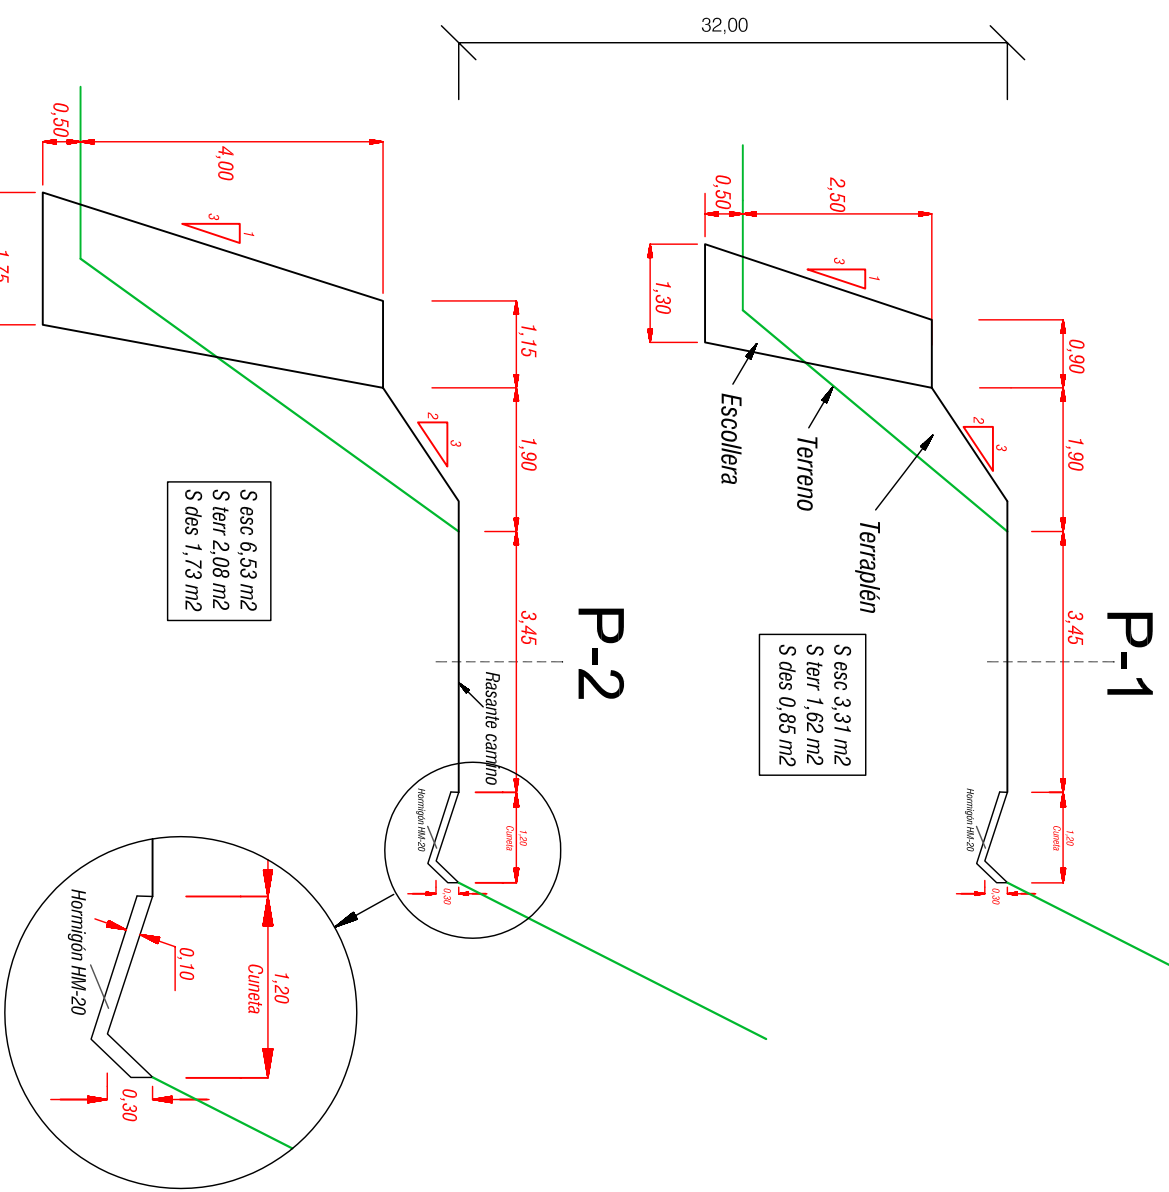 32,00
P-1
0,90
1,90
3,45
1,20
Cuneta
0,30
Hormigón HM-20
2,50
0,50
1,30
3
1
2
3
Escollera
Terreno
Terraplén
S esc 3,31 m2
S terr 1,62 m2
S des 0,85 m2
P-2
1,15
1,90
3,45
1,20
Cuneta
0,30
Hormigón HM-20
Rasante camino
4,00
0,50
1,75
3
1
2
3
S esc 6,53 m2
S terr 2,08 m2
S des 1,73 m2
1,20
Cuneta
0,10
0,30
Hormigón HM-20